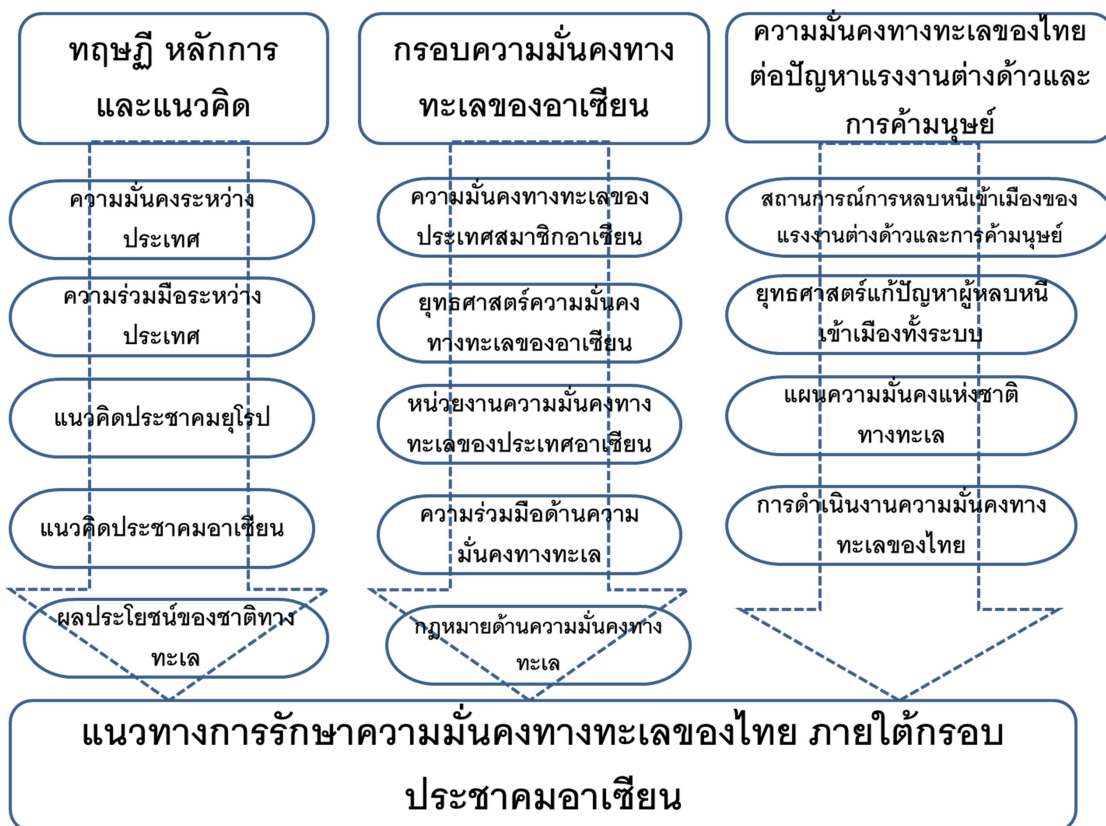 ทฤษฏี หลักการ
และแนวคิด
ความมั่นคงระหว่าง
ประเทศ
ความร่วมมือระหว่าง
ประเทศ
แนวคิดประชาคมยุโรป
แนวคิดประชาคมอาเซียน
ผลประโยชน์ของชาติทาง
ทะเล
กรอบความมั่นคงทาง
ทะเลของอาเซียน
ความมั่นคงทางทะเลของ
ประเทศสมาชิกอาเซียน
ยุทธศาสตร์ความมั่นคง
ทางทะเลของอาเซียน
หน่วยงานความมั่นคงทาง
ทะเลของประเทศอาเซียน
ความร่วมมือด้านความ
มั่นคงทางทะเล
กฎหมายด้านความมั่นคงทาง
ทะเล
ความมั่นคงทางทะเลของไทย
ต่อปัญหาแรงงานต่างด้าวและ
การค้ามนุษย์
สถานการณ์การหลบหนีเข้าเมืองของ
แรงงานต่างด้าวและการค้ามนุษย์
ยุทธศาสตร์แก้ปัญหาผู้หลบหนี
เข้าเมืองทั้งระบบ
แผนความมั่นคงแห่งชาติ
ทางทะเล
การดำเนินงานความมั่นคงทาง
ทะเลของไทย
แนวทางการรักษาความมั่นคงทางทะเลของไทย ภายใต้กรอบ
ประชาคมอาเซียน